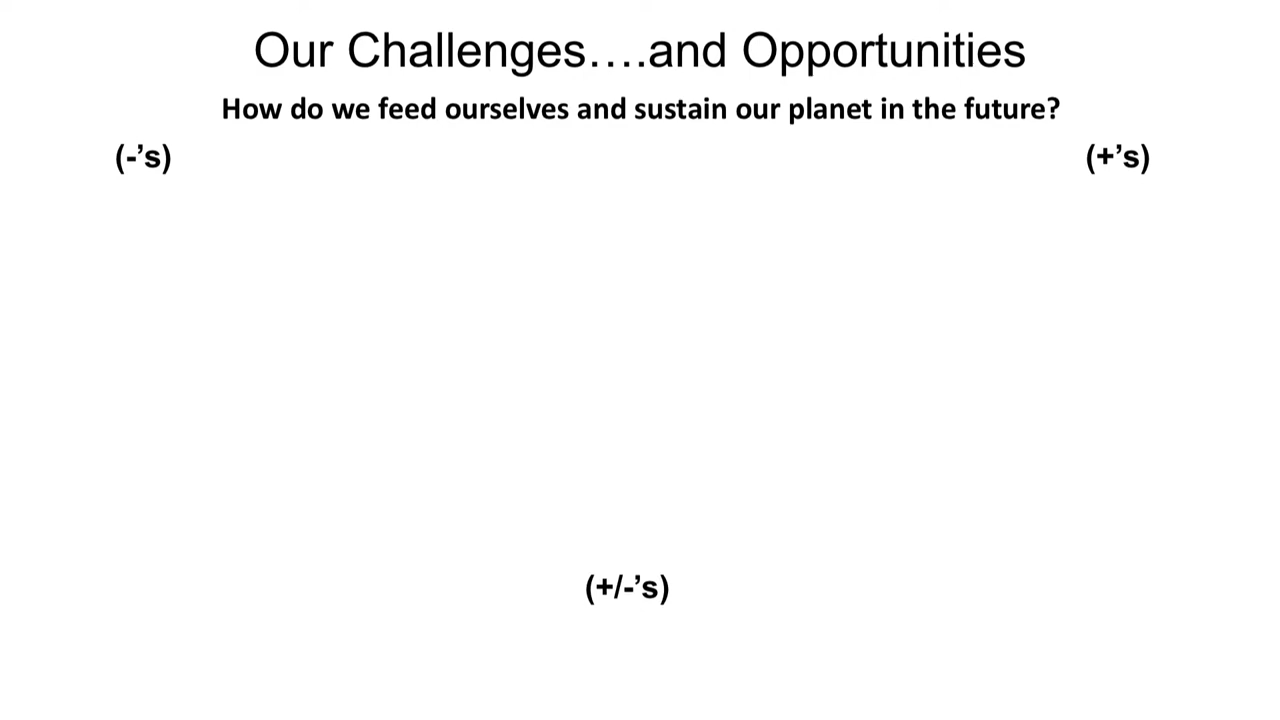 Our Challenges….and Opportunities
How do we feed ourselves and sustain our planet in the future?
(-’s) (+’s)
(+/-’s)